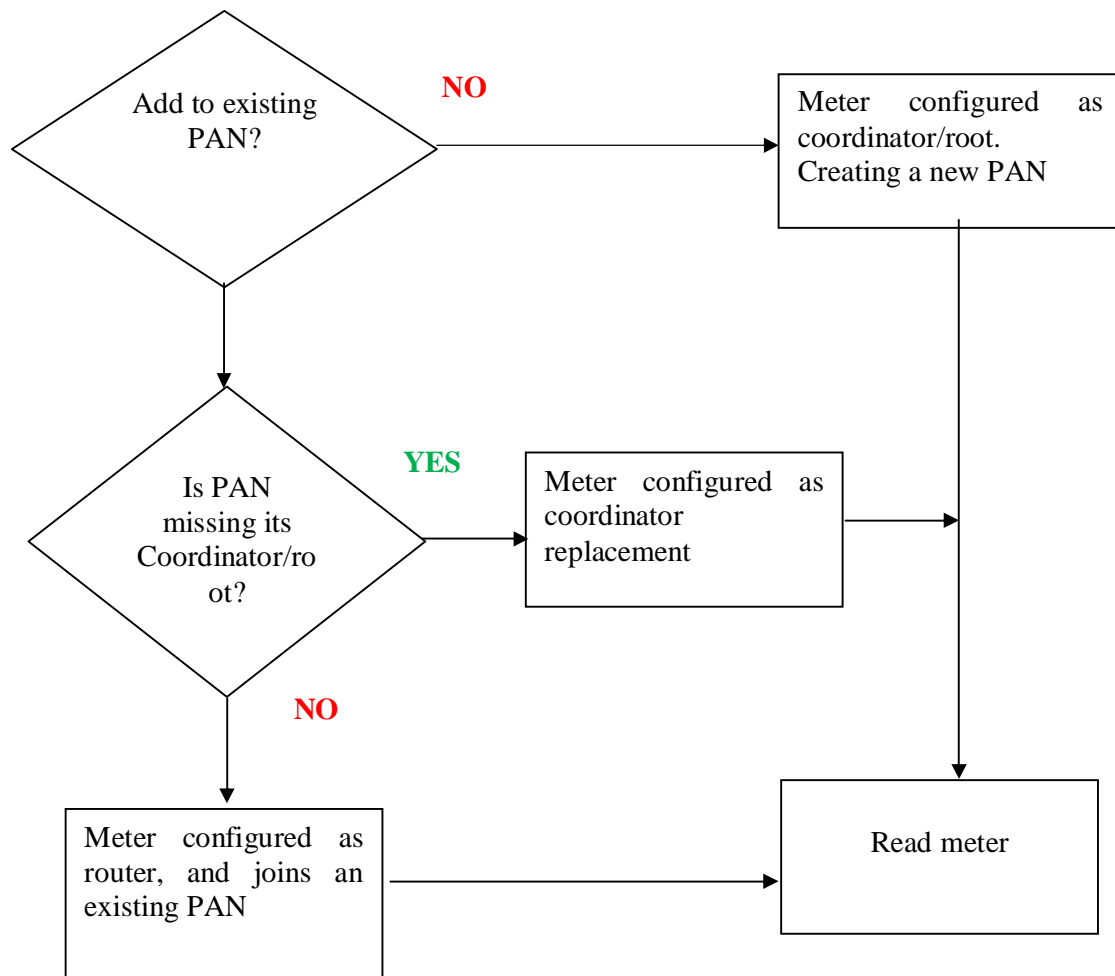 Add to existing
PAN?
NO
Meter configured as
coordinator/root.
Creating a new PAN
Is PAN
missing its
Coordinator/ro
ot?
YES
Meter configured as
coordinator
replacement
NO
Meter configured as
router, and joins an
existing PAN
Read meter